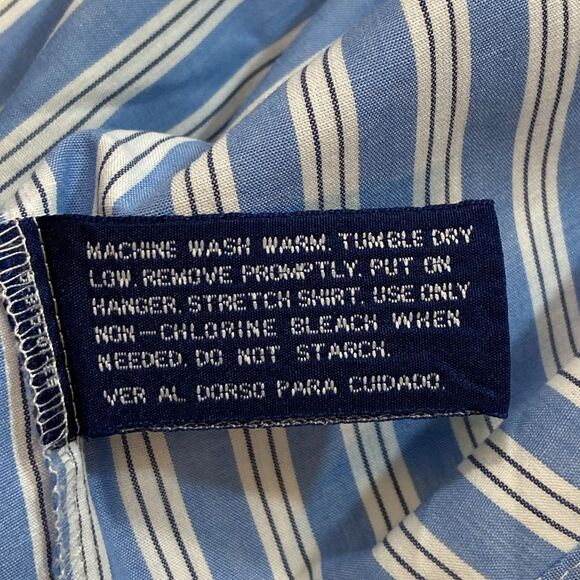 MACHINE WASH WARM. TUMBLE DRY
LOW. REMOVE PROMPTLY. PUT ON
HANGER. STRETCH SHIRT. USE ONLY
NON-CHLORINE BLEACH WHEN
NEEDED. DO NOT STARCH.
VER AL DORSO PARA CUIDADO.